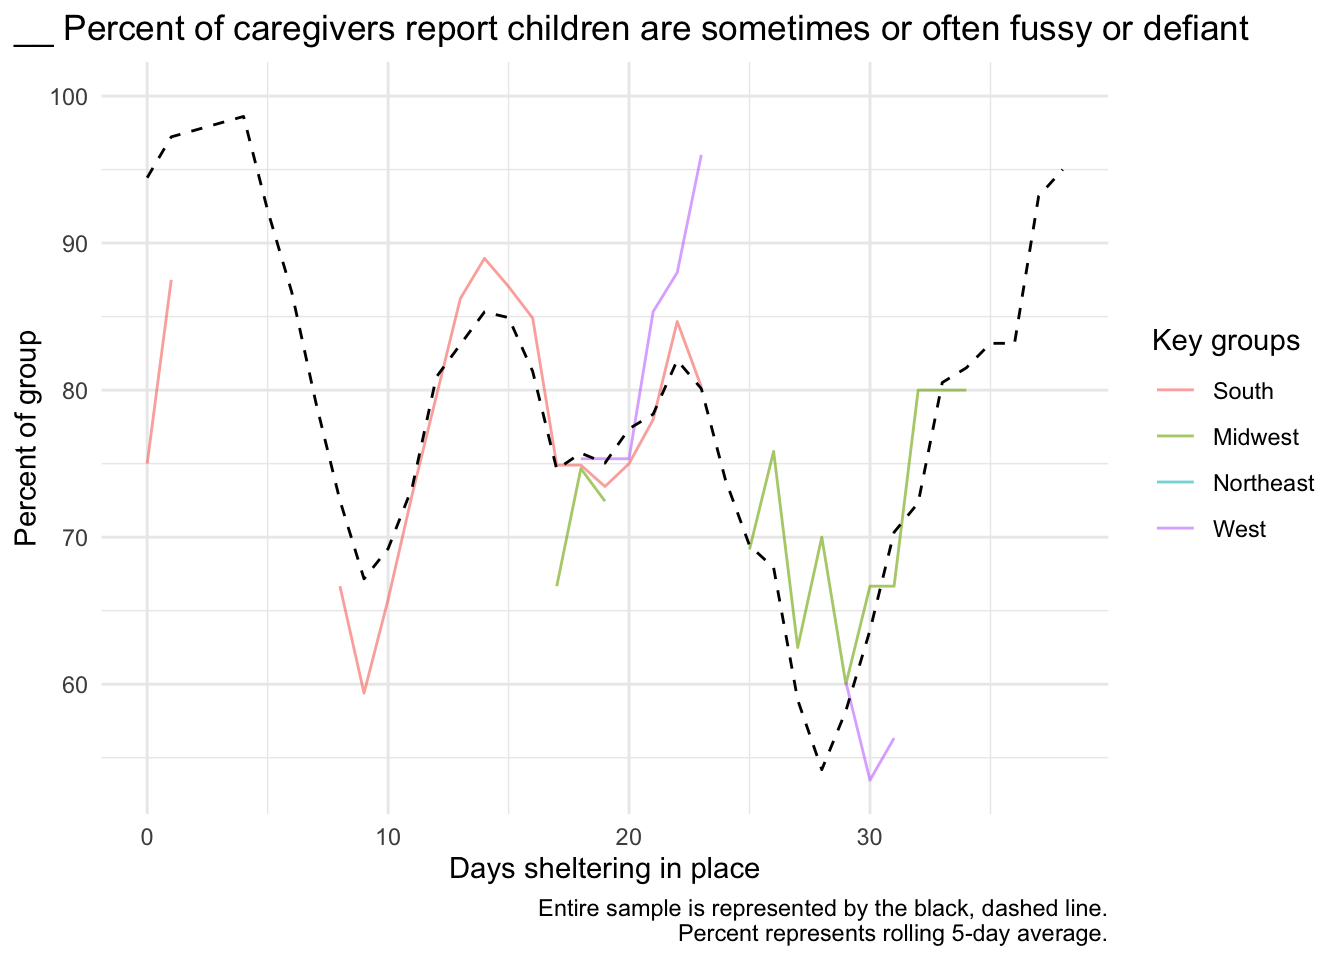 __ Percent of caregivers report children are sometimes or often fussy or defiant
100
90
80
70
60
Percent of group
0 10 20 30
Days sheltering in place
Key groups
South
Midwest
Northeast
West
Entire sample is represented by the black, dashed line.
Percent represents rolling 5-day average.